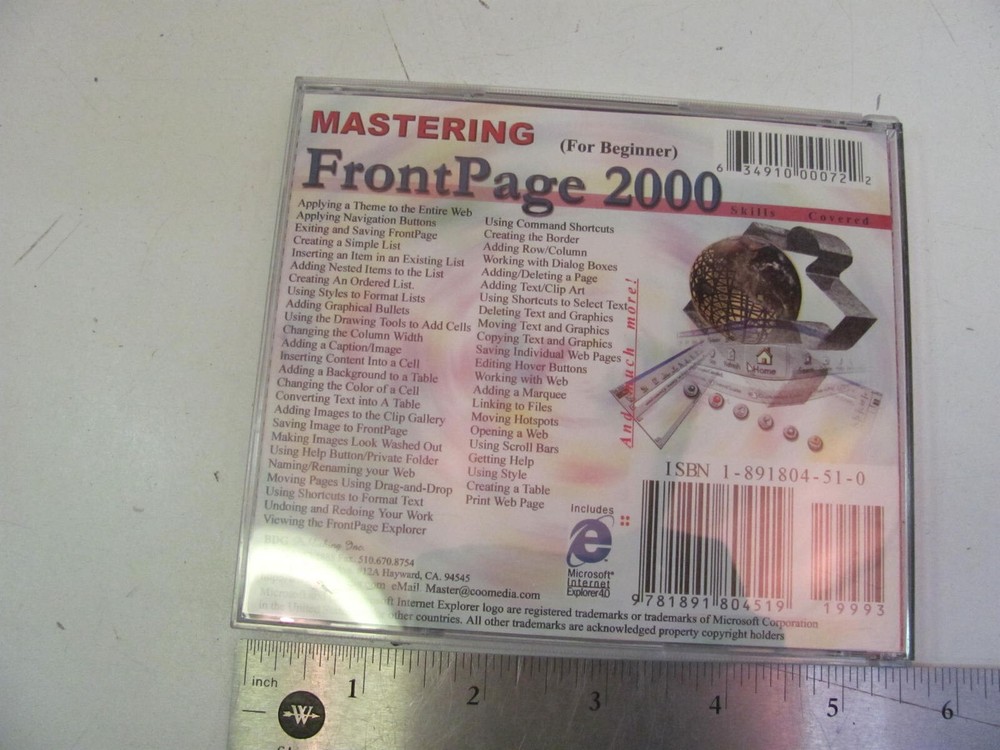 MASTERING
(For Beginner)
FrontPage 2000
6 34910 00072 2
Skills Covered
Applying a Theme to the Entire Web
Applying Navigation Buttons
Exiting and Saving FrontPage
Creating a Simple List
Inserting an Item in an Existing List
Adding Nested Items to the List
Creating An Ordered List.
Using Styles to Format Lists
Adding Graphical Bullets
Using the Drawing Tools to Add Cells
Changing the Column Width
Adding a Caption/Image
Inserting Content Into a Cell
Adding a Background to a Table
Changing the Color of a Cell
Converting Text into A Table
Adding Images to the Clip Gallery
Saving Image to FrontPage
Making Images Look Washed Out
Using Help Button/Private Folder
Naming/Renaming your Web
Moving Pages Using Drag-and-Drop
Using Shortcuts to Format Text
Undoing and Redoing Your Work
Viewing the FrontPage Explorer
Using Command Shortcuts
Creating the Border
Adding Row/Column
Working with Dialog Boxes
Adding/Deleting a Page
Adding Text/Clip Art
Using Shortcuts to Select Text
Deleting Text and Graphics
Moving Text and Graphics
Copying Text and Graphics
Saving Individual Web Pages
Editing Hover Buttons
Working with Web
Adding a Marquee
Linking to Files
Moving Hotspots
Opening a Web
Using Scroll Bars
Getting Help
Using Style
Creating a Table
Print Web Page
And much more!
Home
ISBN 1-891804-51-0
9 781891 804519
19993
Includes
Microsoft
Internet
Explorer4.0
BDG Inc.
510.670.8754
Hayward, CA. 94545
eMail Master@coomedia.com
Internet Explorer logo are registered trademarks or trademarks of Microsoft Corporation
in the other countries. All other trademarks are acknowledged property copyright holders
inch
1 2 3 4 5 6
W